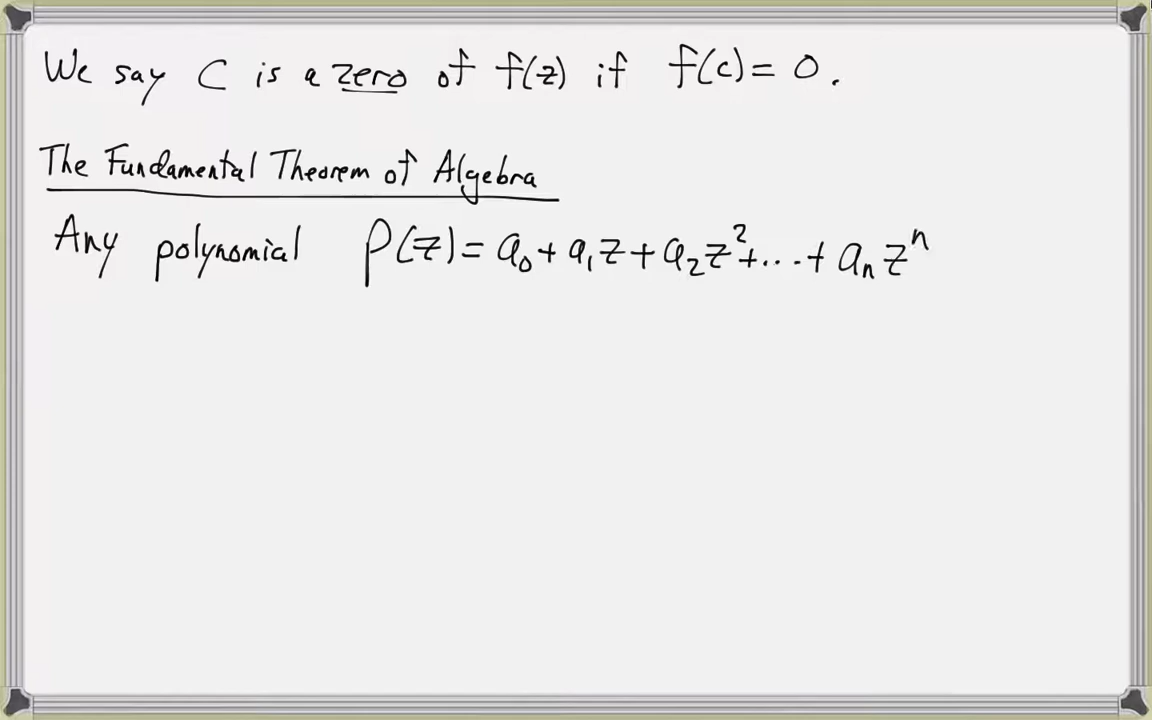 We say C is a zero of f(z) if f(c) = 0.
The Fundamental Theorem of Algebra
Any polynomial P(z) = a₀ + a₁z + a₂z² + ... + aₙzⁿ